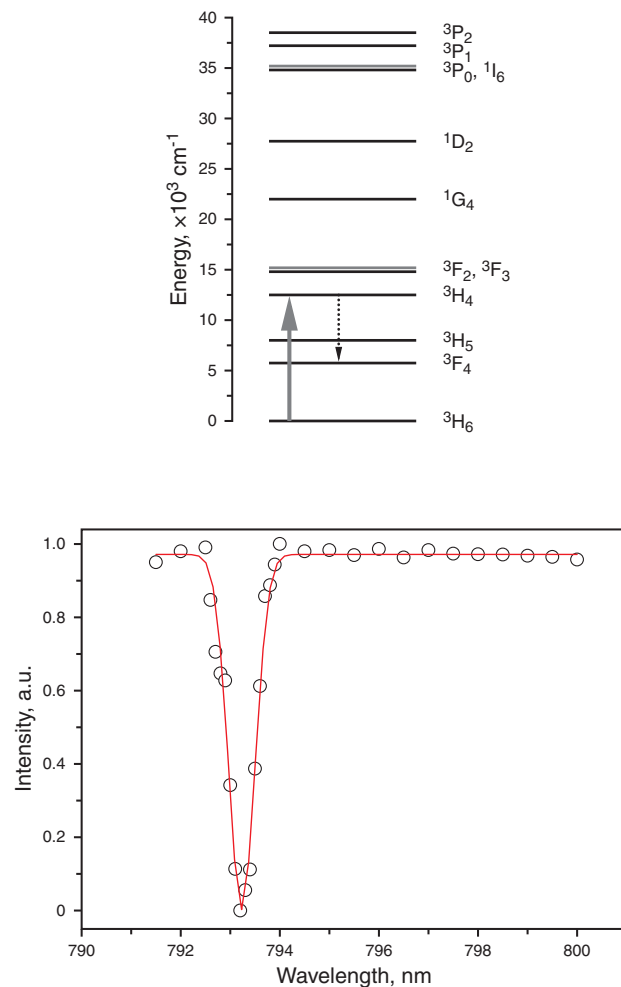 40
35
30
25
20
15
10
5
0
Energy, ×10³ cm⁻¹
³P₂
³P₁
³P₀, ¹I₆
¹D₂
¹G₄
³F₂, ³F₃
³H₄
³H₅
³F₄
³H₆
1.0
0.8
0.6
0.4
0.2
0
Intensity, a.u.
790 792 794 796 798 800
Wavelength, nm